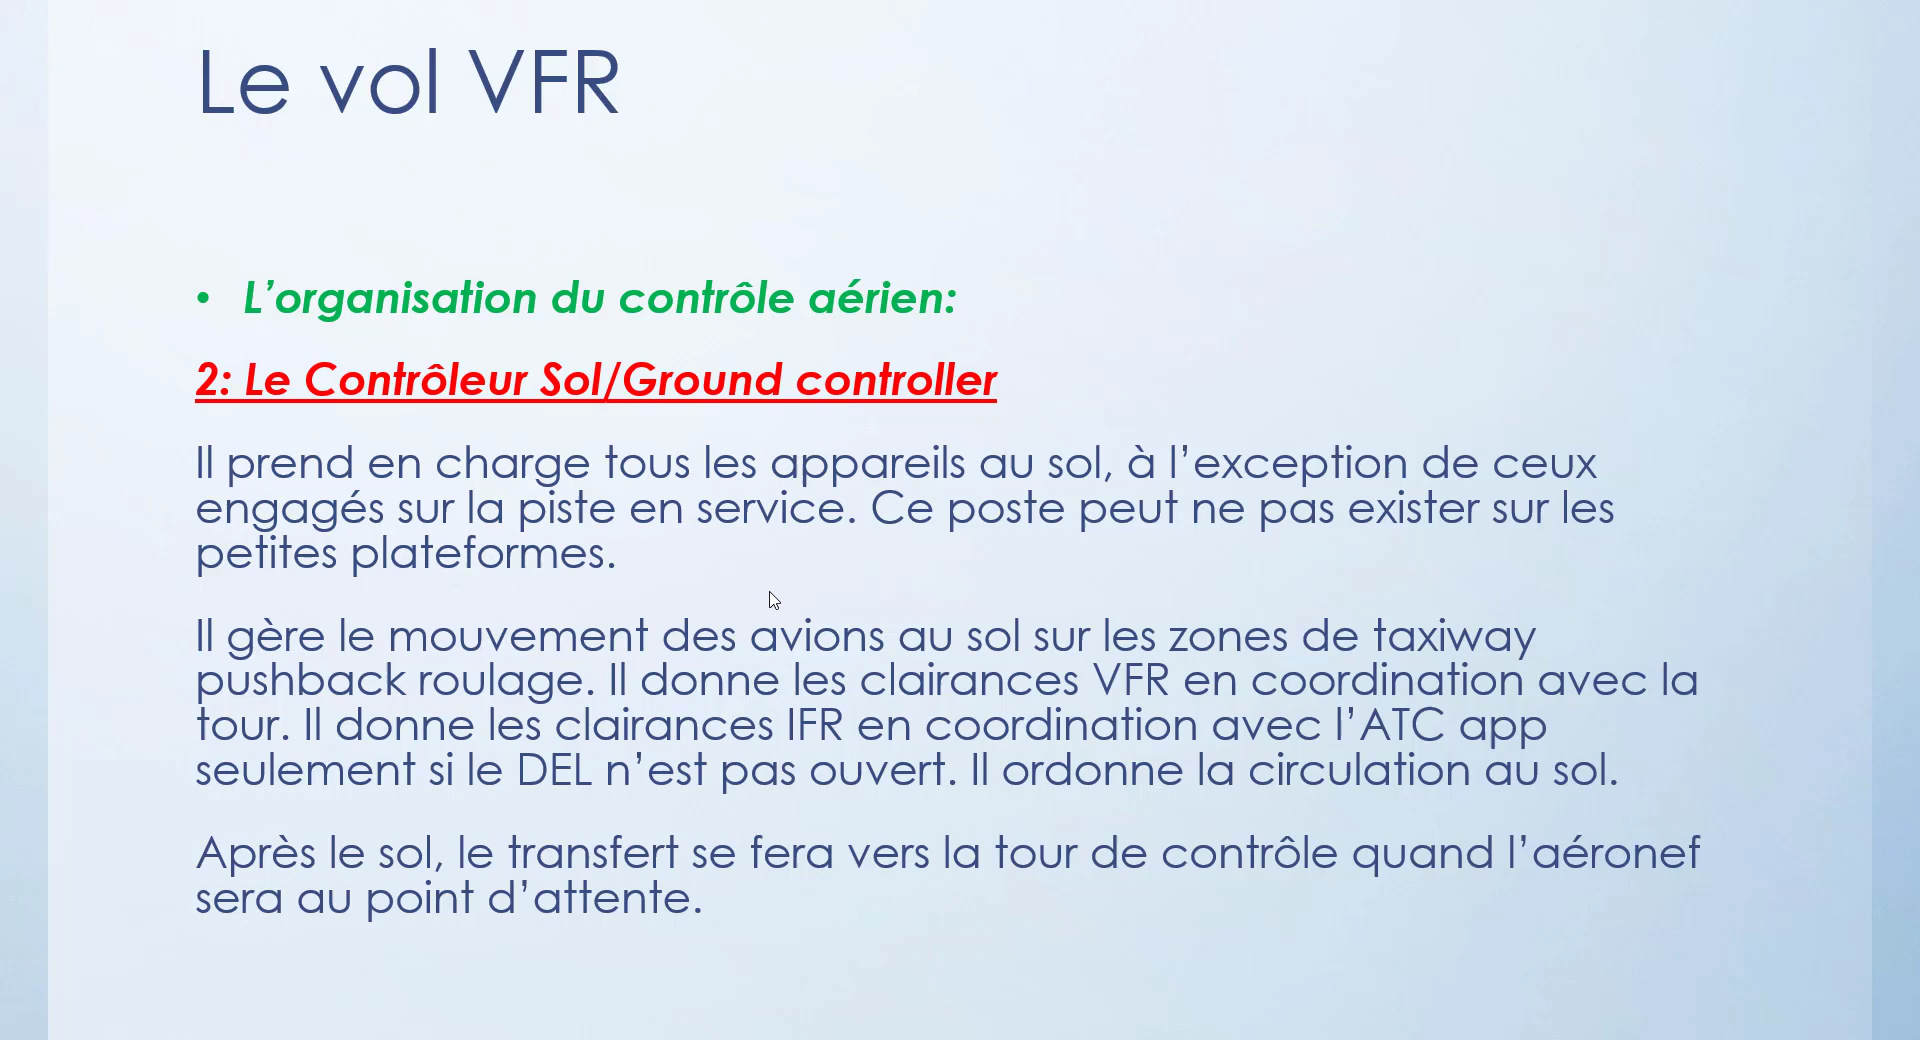 Le vol VFR
• L’organisation du contrôle aérien:
2: Le Contrôleur Sol/Ground controller
Il prend en charge tous les appareils au sol, à l’exception de ceux
engagés sur la piste en service. Ce poste peut ne pas exister sur les
petites plateformes.
Il gère le mouvement des avions au sol sur les zones de taxiway
pushback roulage. Il donne les clairances VFR en coordination avec la
tour. Il donne les clairances IFR en coordination avec l’ATC app
seulement si le DEL n’est pas ouvert. Il ordonne la circulation au sol.
Après le sol, le transfert se fera vers la tour de contrôle quand l’aéronef
sera au point d’attente.